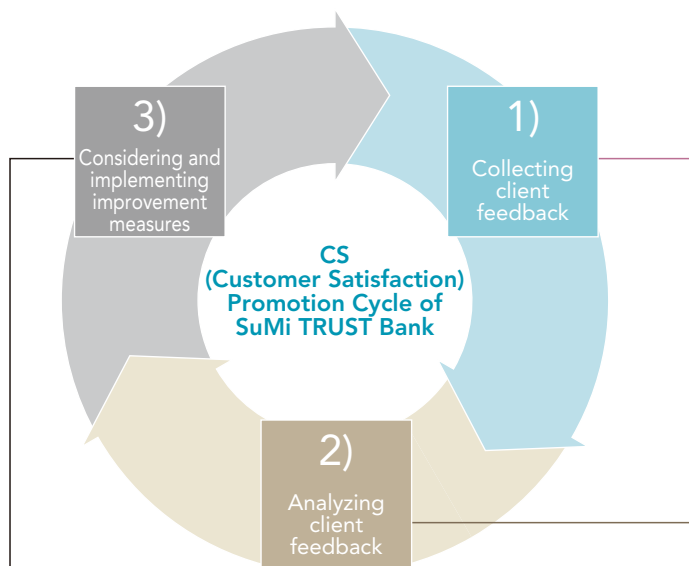 1)
Collecting
client
feedback
2)
Analyzing
client
feedback
3)
Considering and
implementing
improvement
measures
CS
(Customer Satisfaction)
Promotion Cycle of
SuMi TRUST Bank